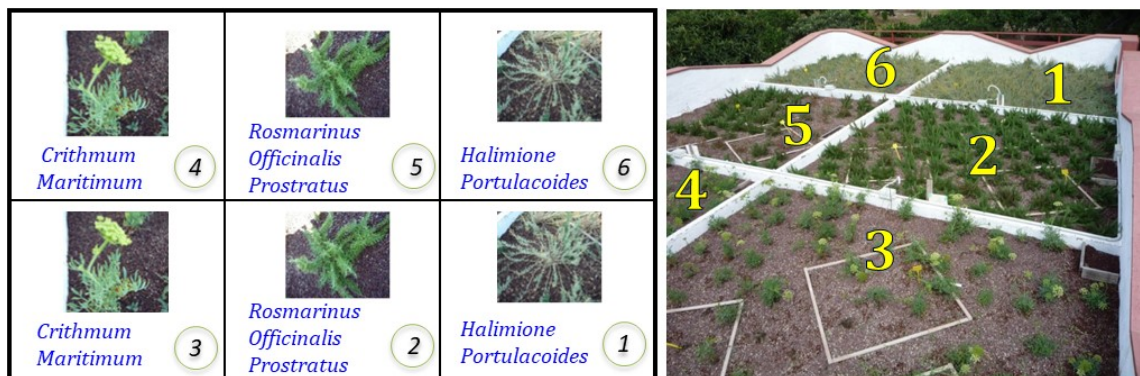 Crithmum
Maritimum
4
Rosmarinus
Officinalis
Prostratus
5
Halimione
Portulacoides
6
Crithmum
Maritimum
3
Rosmarinus
Officinalis
Prostratus
2
Halimione
Portulacoides
1
6
1
5
2
4
3